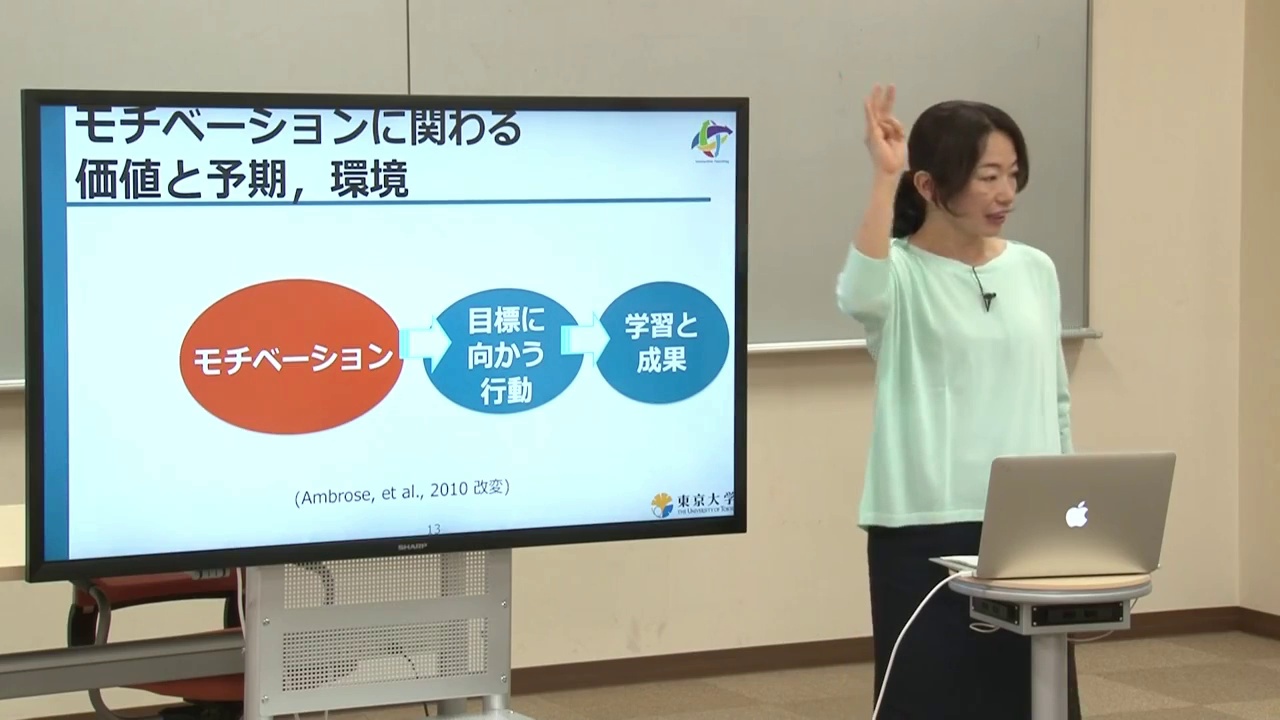 モチベーションに関わる
価値と予期，環境
モチベーション
目標に
向かう
行動
学習と
成果
(Ambrose, et al., 2010 改変)
13
東京大学
THE UNIVERSITY OF TOKYO
SHARP